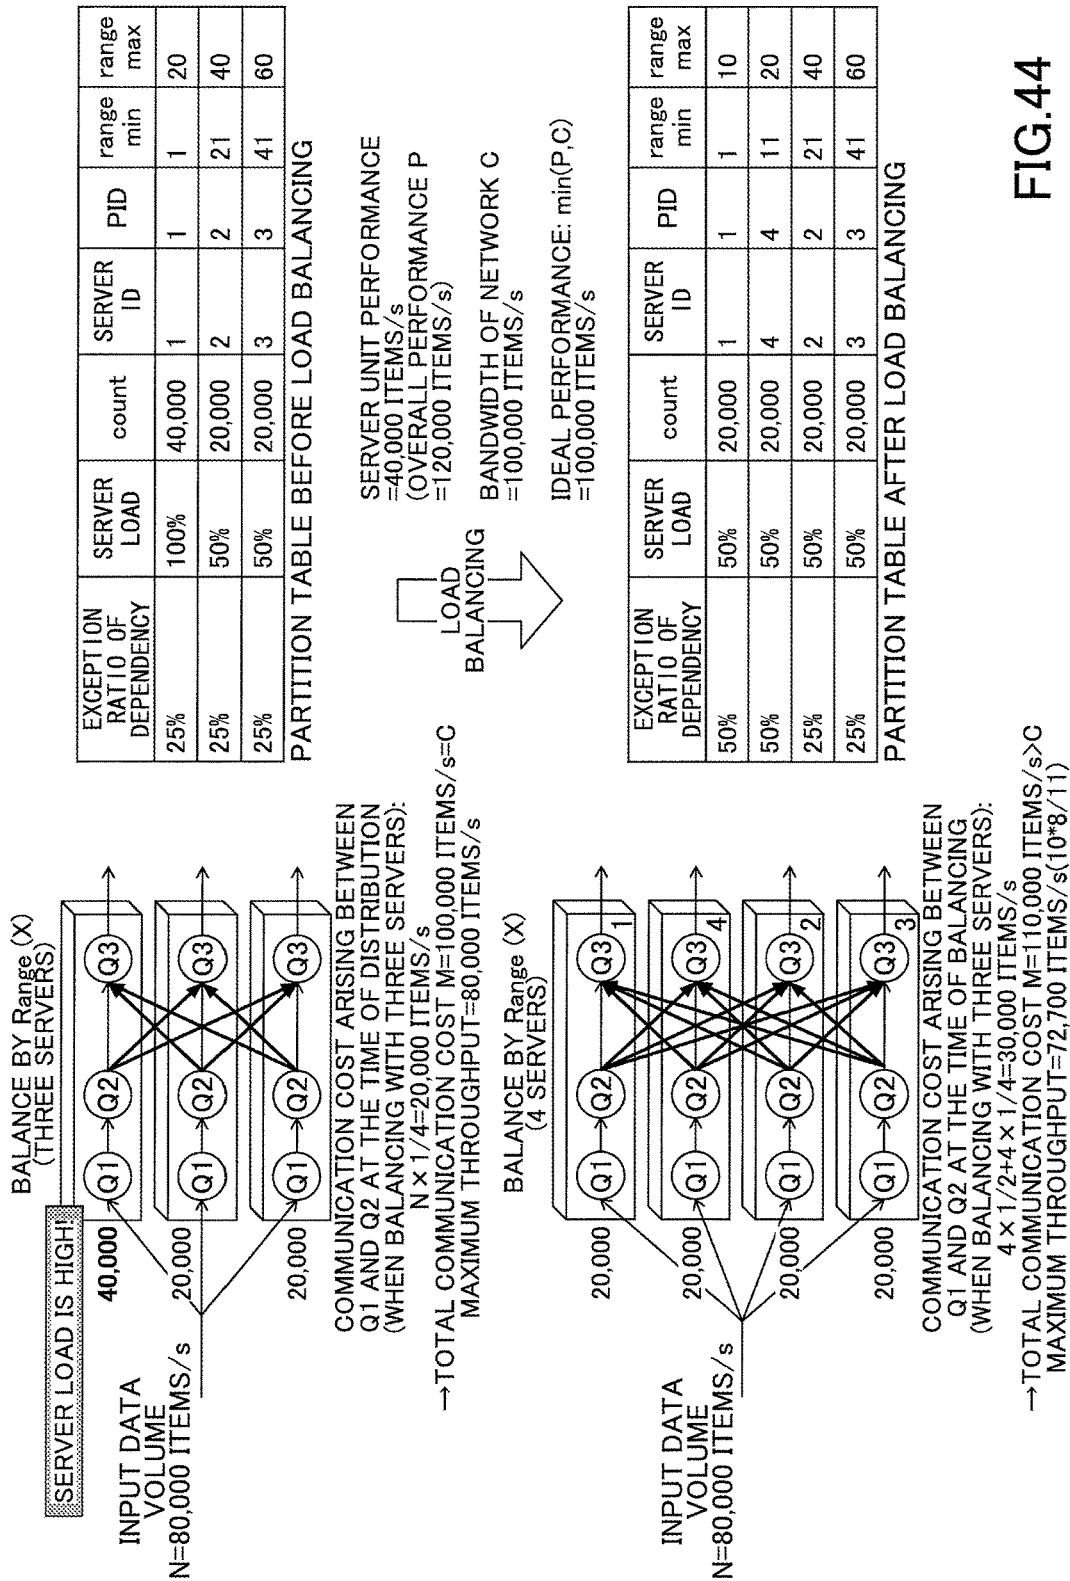 SERVER LOAD IS HIGH!
BALANCE BY Range (X)
(THREE SERVERS)
INPUT DATA
VOLUME
N=80,000 ITEMS/s
40,000
20,000
20,000
Q1 Q2 Q3
Q1 Q2 Q3
Q1 Q2 Q3
COMMUNICATION COST ARISING BETWEEN
Q1 AND Q2 AT THE TIME OF DISTRIBUTION
(WHEN BALANCING WITH THREE SERVERS):
N×1/4=20,000 ITEMS/s
→TOTAL COMMUNICATION COST M=100,000 ITEMS/s=C
MAXIMUM THROUGHPUT=80,000 ITEMS/s
EXCEPTION RATIO OF DEPENDENCY SERVER LOAD count SERVER ID PID range min range max
25% 100% 40,000 1 1 1 20
25% 50% 20,000 2 2 21 40
25% 50% 20,000 3 3 41 60
PARTITION TABLE BEFORE LOAD BALANCING
LOAD
BALANCING
SERVER UNIT PERFORMANCE
=40,000 ITEMS/s
(OVERALL PERFORMANCE P
=120,000 ITEMS/s)
BANDWIDTH OF NETWORK C
=100,000 ITEMS/s
IDEAL PERFORMANCE: min(P,C)
=100,000 ITEMS/s
BALANCE BY Range (X)
(4 SERVERS)
INPUT DATA
VOLUME
N=80,000 ITEMS/s
20,000
20,000
20,000
20,000
Q1 Q2 Q3 1
Q1 Q2 Q3 4
Q1 Q2 Q3 2
Q1 Q2 Q3 3
COMMUNICATION COST ARISING BETWEEN
Q1 AND Q2 AT THE TIME OF BALANCING
(WHEN BALANCING WITH THREE SERVERS):
4×1/2+4×1/4=30,000 ITEMS/s
→TOTAL COMMUNICATION COST M=110,000 ITEMS/s>C
MAXIMUM THROUGHPUT=72,700 ITEMS/s(10*8/11)
EXCEPTION RATIO OF DEPENDENCY SERVER LOAD count SERVER ID PID range min range max
50% 50% 20,000 1 1 1 10
50% 50% 20,000 4 4 11 20
25% 50% 20,000 2 2 21 40
25% 50% 20,000 3 3 41 60
PARTITION TABLE AFTER LOAD BALANCING
FIG.44